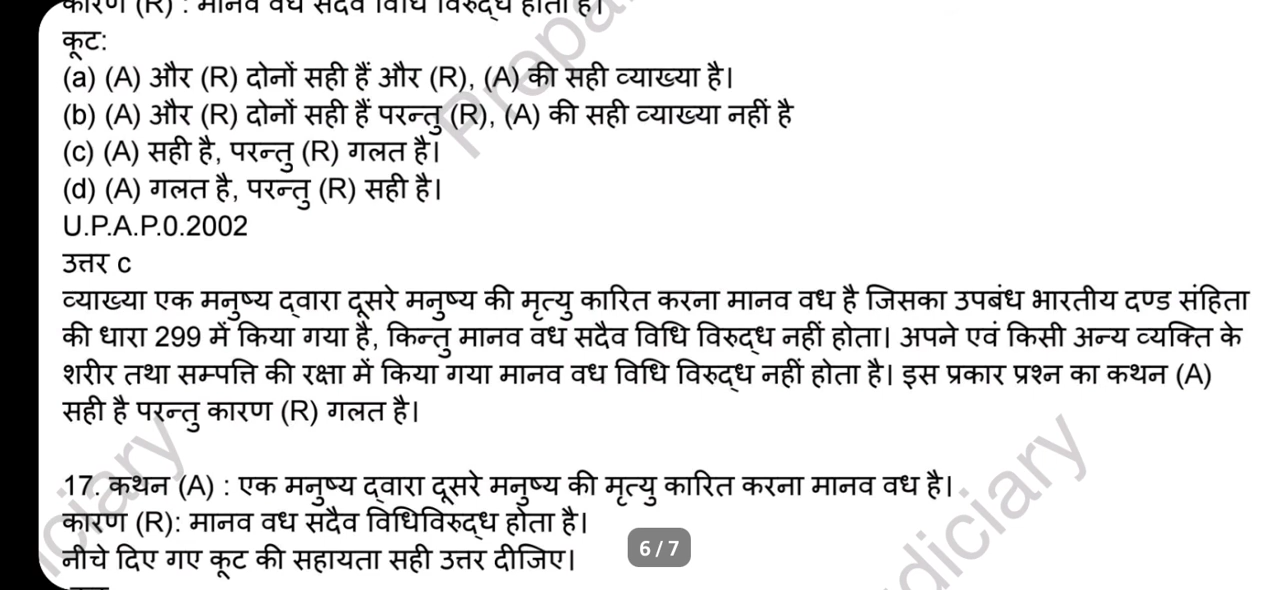 कारण (R) : मानव वध सदैव विधि विरुद्ध होता है।
कूट:
(a) (A) और (R) दोनों सही हैं और (R), (A) की सही व्याख्या है।
(b) (A) और (R) दोनों सही हैं परन्तु (R), (A) की सही व्याख्या नहीं है
(c) (A) सही है, परन्तु (R) गलत है।
(d) (A) गलत है, परन्तु (R) सही है।
U.P.A.P.0.2002
उत्तर c
व्याख्या एक मनुष्य द्वारा दूसरे मनुष्य की मृत्यु कारित करना मानव वध है जिसका उपबंध भारतीय दण्ड संहिता
की धारा 299 में किया गया है, किन्तु मानव वध सदैव विधि विरुद्ध नहीं होता। अपने एवं किसी अन्य व्यक्ति के
शरीर तथा सम्पत्ति की रक्षा में किया गया मानव वध विधि विरुद्ध नहीं होता है। इस प्रकार प्रश्न का कथन (A)
सही है परन्तु कारण (R) गलत है।
17. कथन (A) : एक मनुष्य द्वारा दूसरे मनुष्य की मृत्यु कारित करना मानव वध है।
कारण (R): मानव वध सदैव विधिविरुद्ध होता है।
नीचे दिए गए कूट की सहायता सही उत्तर दीजिए।
6/7
Prepa
ciary
diciary